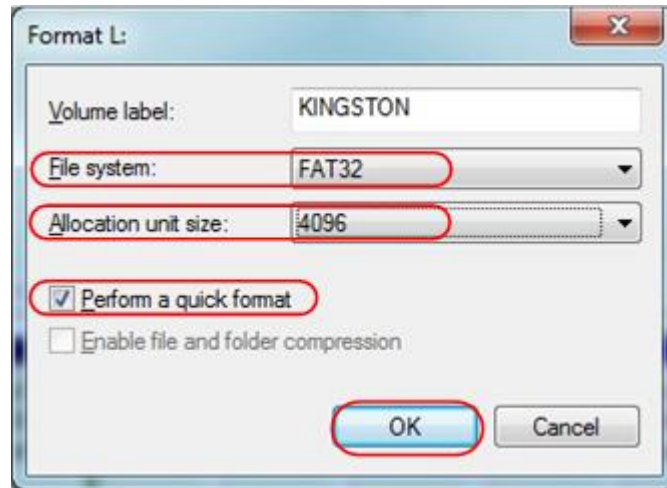 Format L:
Volume label: KINGSTON
File system: FAT32
Allocation unit size: 4096
Perform a quick format
Enable file and folder compression
OK Cancel